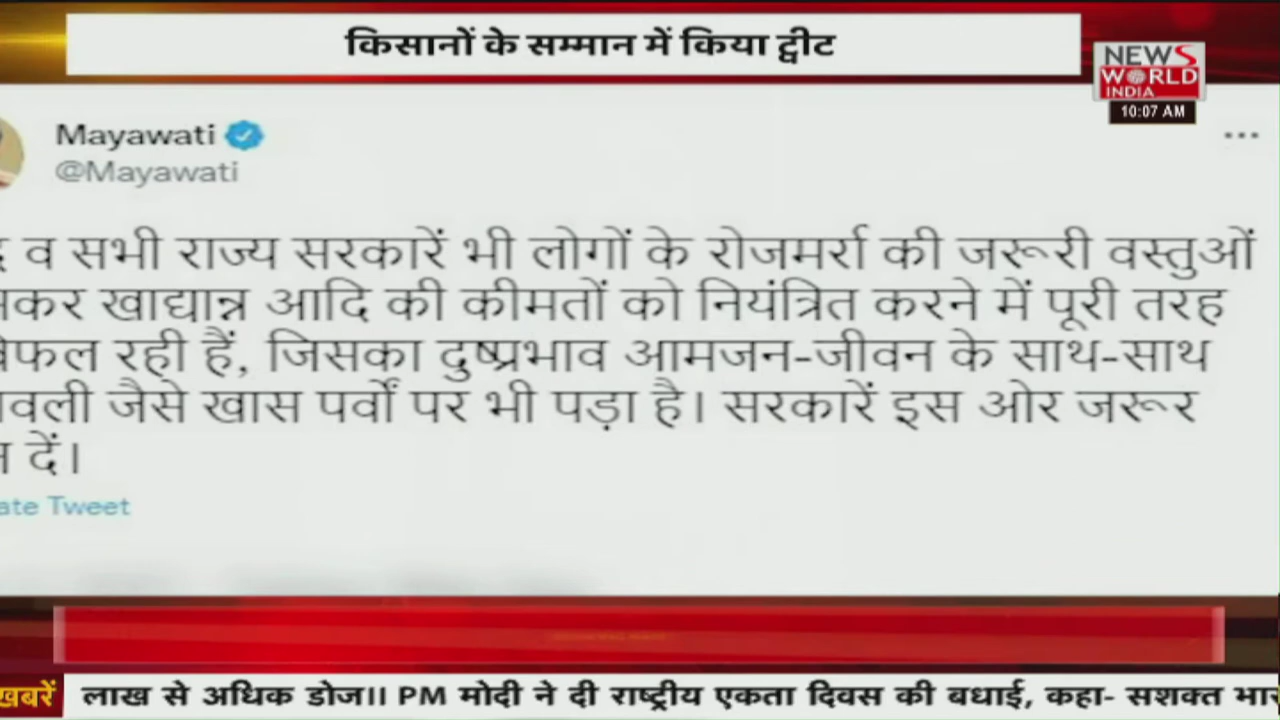 किसानों के सम्मान में किया ट्वीट
NEWS
WORLD
INDIA
10:07 AM
Mayawati
@Mayawati
व सभी राज्य सरकारें भी लोगों के रोजमर्रा की जरूरी वस्तुओं
खाद्यान्न आदि की कीमतों को नियंत्रित करने में पूरी तरह
रही हैं, जिसका दुष्प्रभाव आमजन-जीवन के साथ-साथ
जैसे खास पर्वों पर भी पड़ा है। सरकारें इस ओर जरूर
दें।
Tweet
खबरें लाख से अधिक डोज।। PM मोदी ने दी राष्ट्रीय एकता दिवस की बधाई, कहा- सशक्त